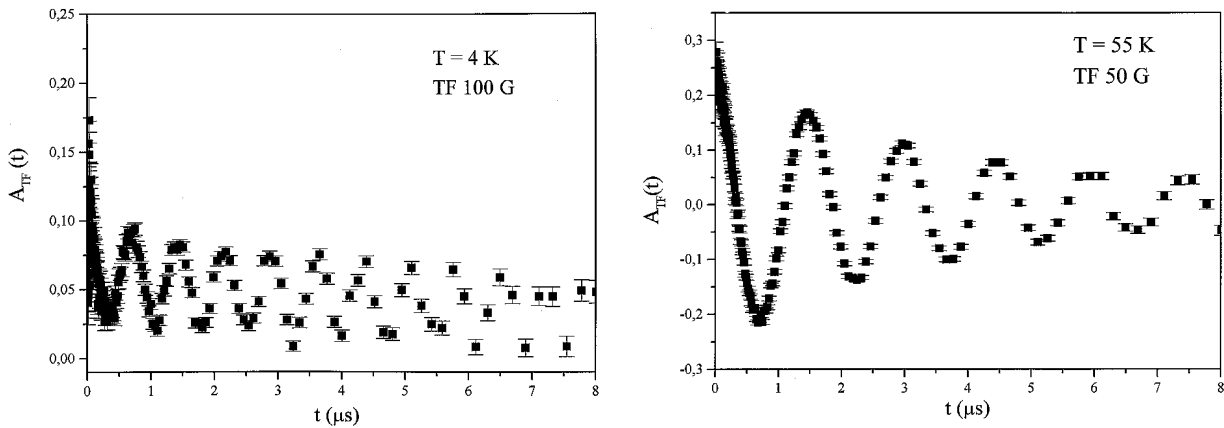 0,25
0,20
0,15
0,10
0,05
0,00
A_TF (t)
T = 4 K
TF 100 G
0 1 2 3 4 5 6 7 8
t (μs)
0,3
0,2
0,1
0,0
-0,1
-0,2
-0,3
A_TF(t)
T = 55 K
TF 50 G
0 1 2 3 4 5 6 7 8
t (μs)